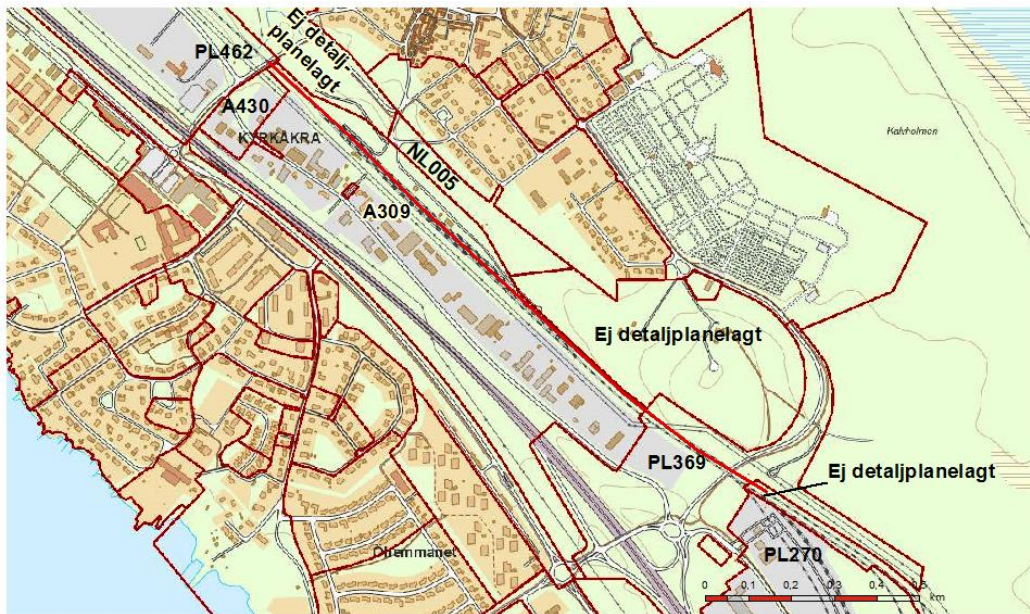 Ej detalj-
planelagt
PL462
A430
KYRKÅKRA
Kalvholmen
NL005
A309
Ej detaljplanelagt
PL369
Ej detaljplanelagt
PL270
0 0,1 0,2 0,3 0,4 0,5
km